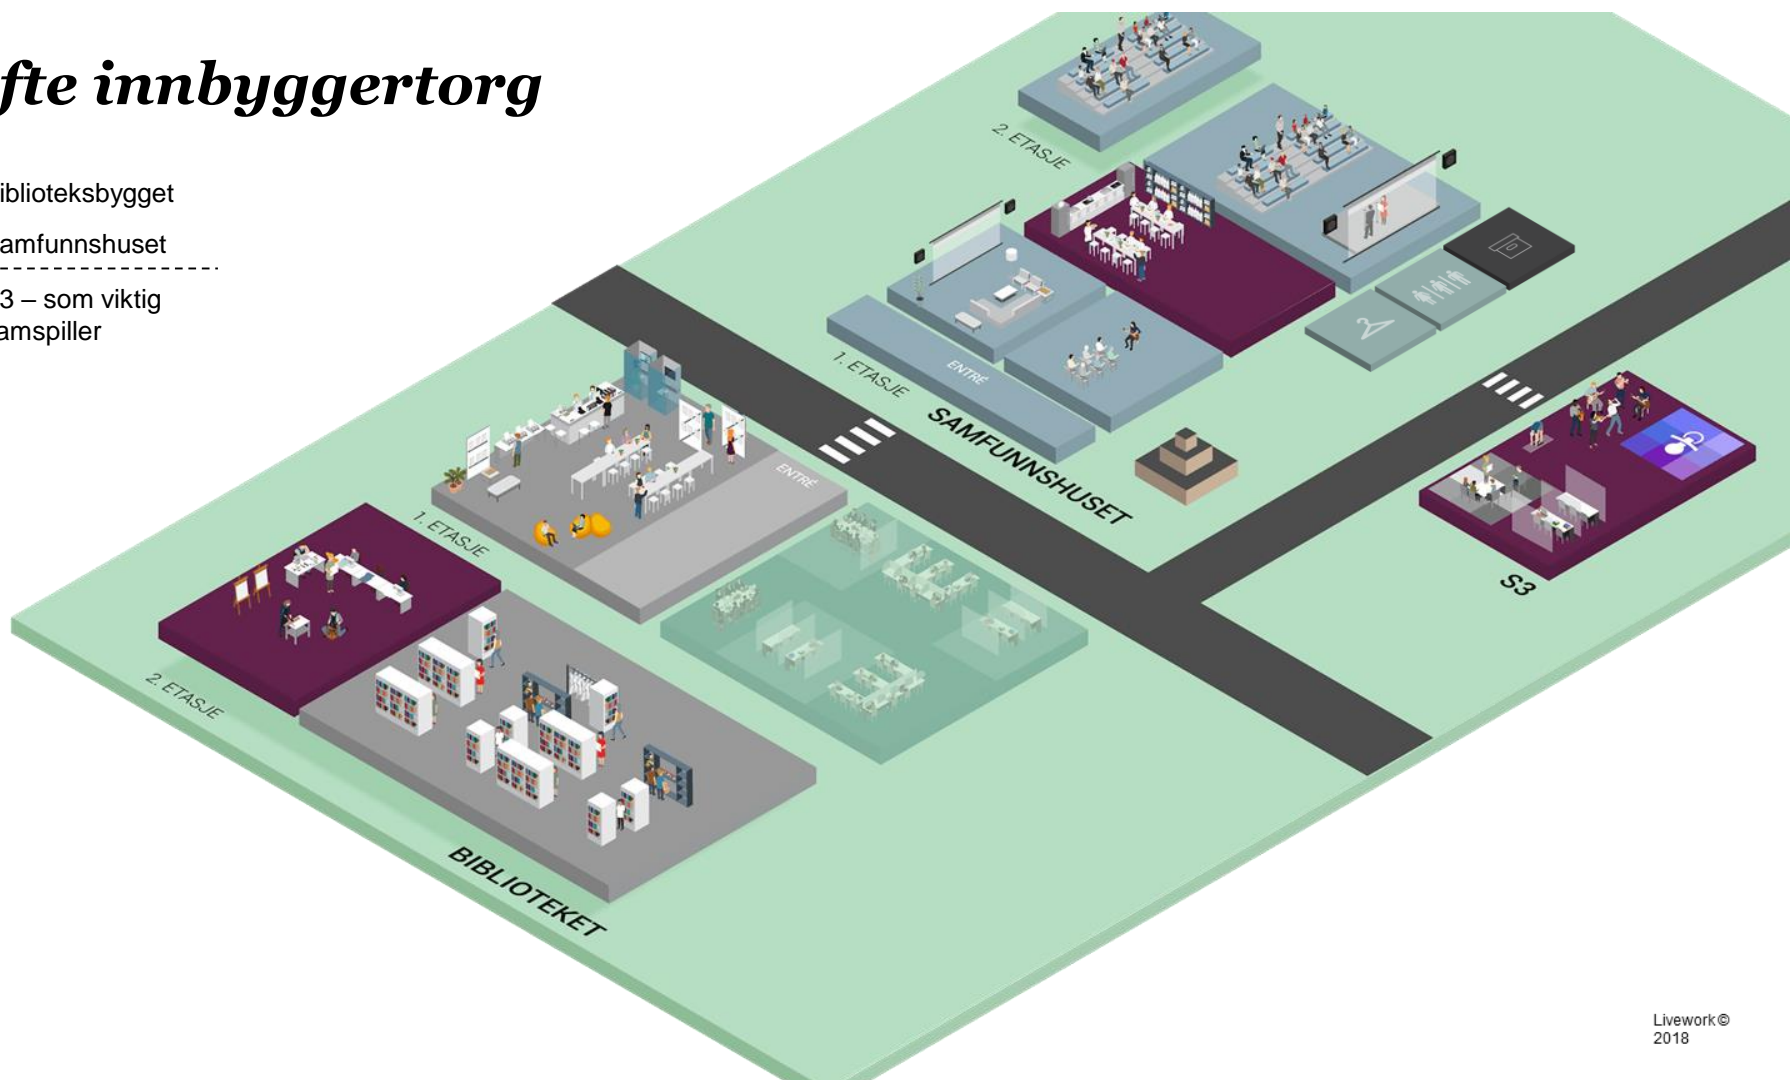 fte innbyggertorg
iblioteksbygget
amfunnshuset
3 – som viktig
amspiller
2. ETASJE
1. ETASJE
ENTRÉ
SAMFUNNSHUSET
ENTRÉ
1. ETASJE
S3
2. ETASJE
BIBLIOTEKET
Livework©
2018